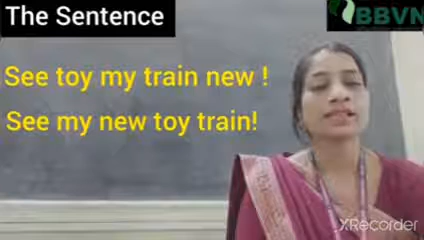 The Sentence
BBVN
See toy my train new !
See my new toy train!
XRecorder